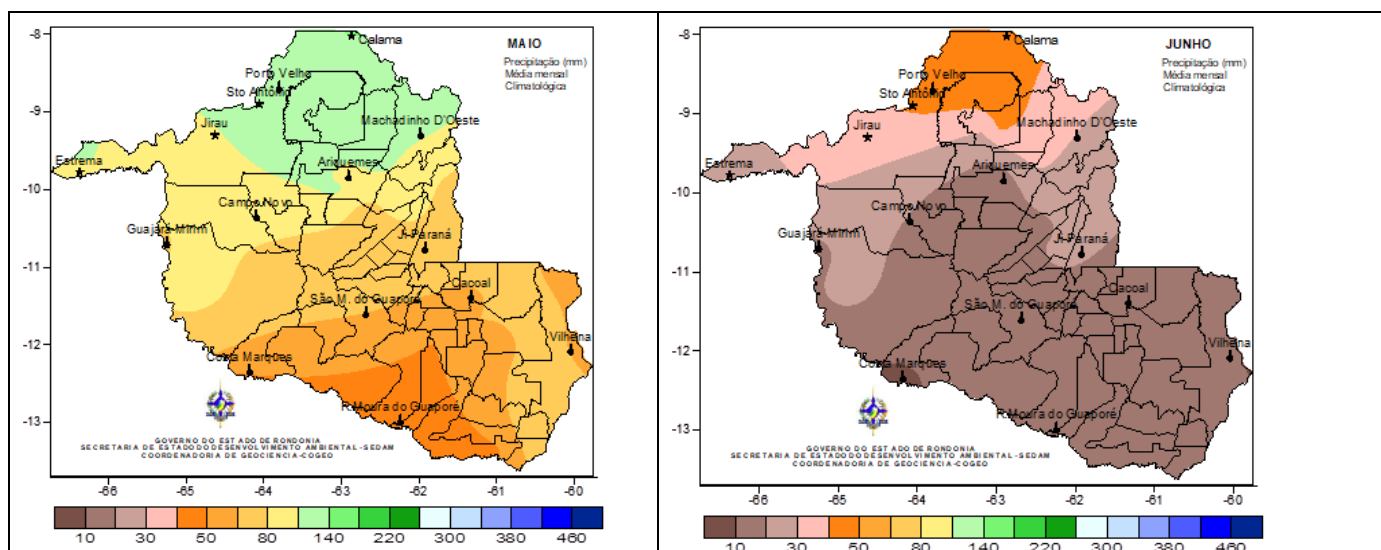 MAIO
Precipitação (mm)
Média mensal
Climatológica
-8
-9
-10
-11
-12
-13
Calama
Porto Velho
Sto Antônio
Jirau
Machadinho D'Oeste
Estrema
Ariquemes
Campo Novo
Guajará-Mirim
Ji-Paraná
Cacoal
São M. do Guaporé
Vilhena
Costa Marques
R.Moura do Guaporé
GOVERNO DO ESTADO DE RONDONIA
SECRETARIA DE ESTADO DO DESENVOLVIMENTO AMBIENTAL -SEDAM
COORDENADORIA DE GEOCIÊNCIA-COGEO
-66 -65 -64 -63 -62 -61 -60
10 30 50 80 140 220 300 380 460
JUNHO
Precipitação (mm)
Média mensal
Climatológica
-8
-9
-10
-11
-12
-13
Calama
Porto Velho
Sto Antônio
Jirau
Machadinho D'Oeste
Estrema
Ariquemes
Campo Novo
Guajará-Mirim
Ji-Paraná
Cacoal
São M. do Guaporé
Vilhena
Costa Marques
R.Moura do Guaporé
GOVERNO DO ESTADO DE RONDONIA
SECRETARIA DE ESTADO DO DESENVOLVIMENTO AMBIENTAL -SEDAM
COORDENADORIA DE GEOCIÊNCIA-COGEO
-66 -65 -64 -63 -62 -61 -60
10 30 50 80 140 220 300 380 460